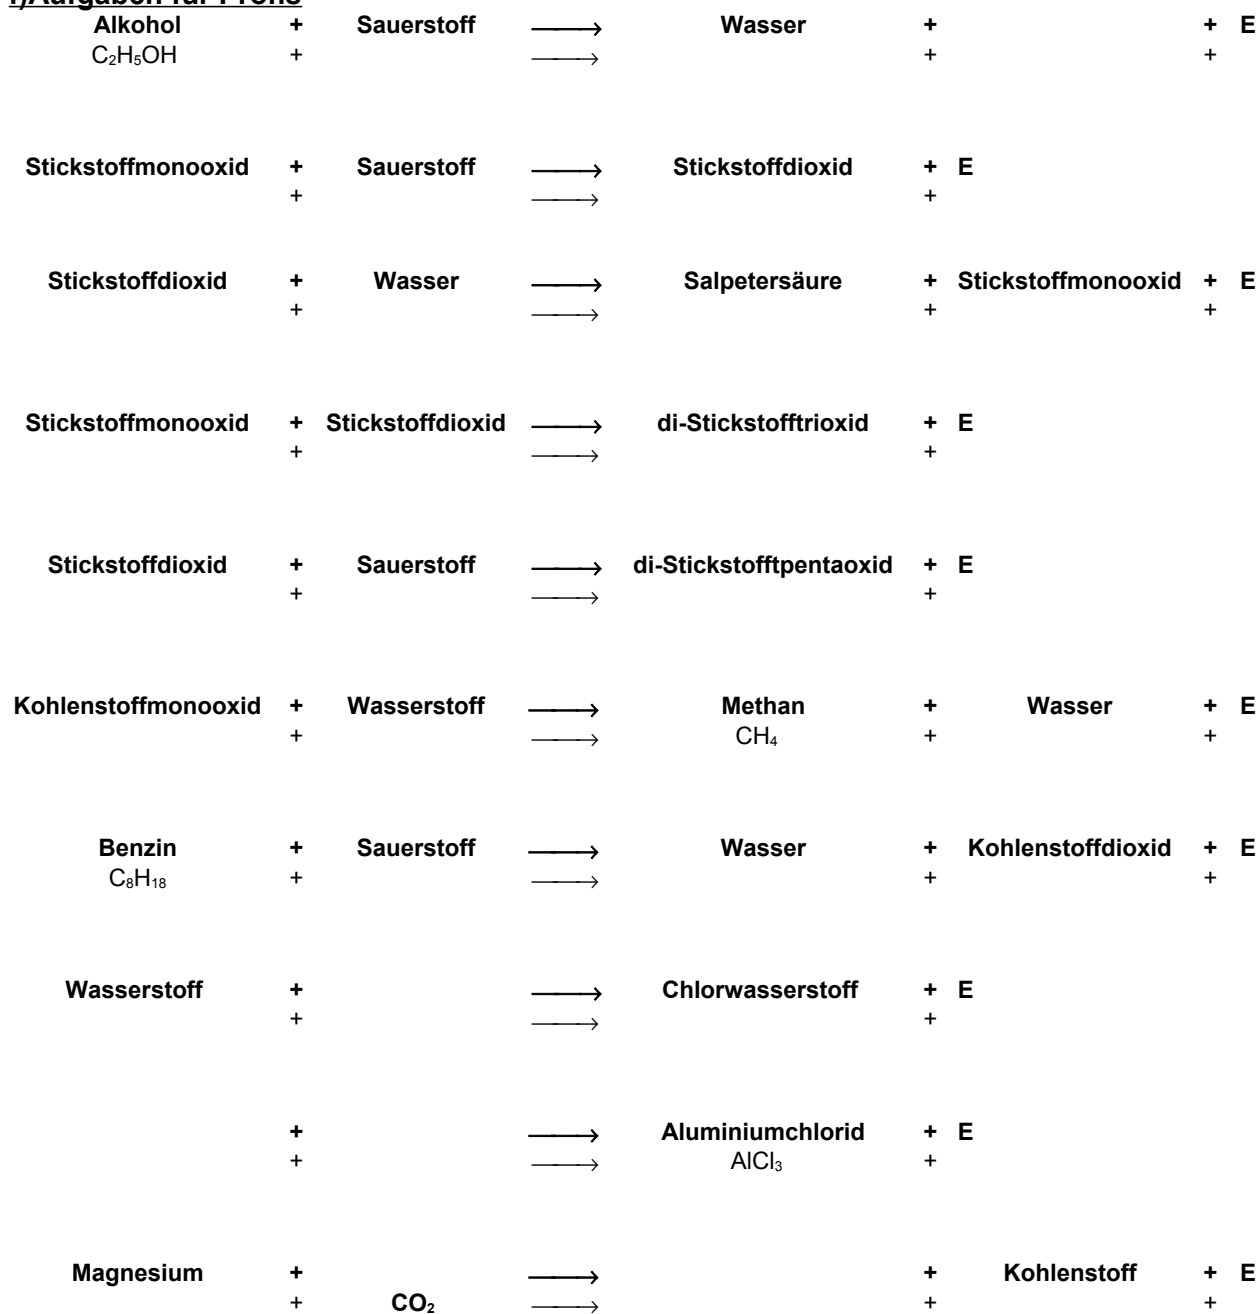 Alkohol + Sauerstoff ⟶ Wasser + + E
C₂H₅OH + ⟶ + +
Stickstoffmonooxid + Sauerstoff ⟶ Stickstoffdioxid + E
+ ⟶ +
Stickstoffdioxid + Wasser ⟶ Salpetersäure + Stickstoffmonooxid + E
+ ⟶ + +
Stickstoffmonooxid + Stickstoffdioxid ⟶ di-Stickstofftrioxid + E
+ ⟶ +
Stickstoffdioxid + Sauerstoff ⟶ di-Stickstofftpentaoxid + E
+ ⟶ +
Kohlenstoffmonooxid + Wasserstoff ⟶ Methan + Wasser + E
+ ⟶ CH₄ + +
Benzin + Sauerstoff ⟶ Wasser + Kohlenstoffdioxid + E
C₈H₁₈ + ⟶ + +
Wasserstoff + ⟶ Chlorwasserstoff + E
+ ⟶ +
+ ⟶ Aluminiumchlorid + E
+ ⟶ AlCl₃ +
Magnesium + ⟶ + Kohlenstoff + E
+ CO₂ ⟶ + +